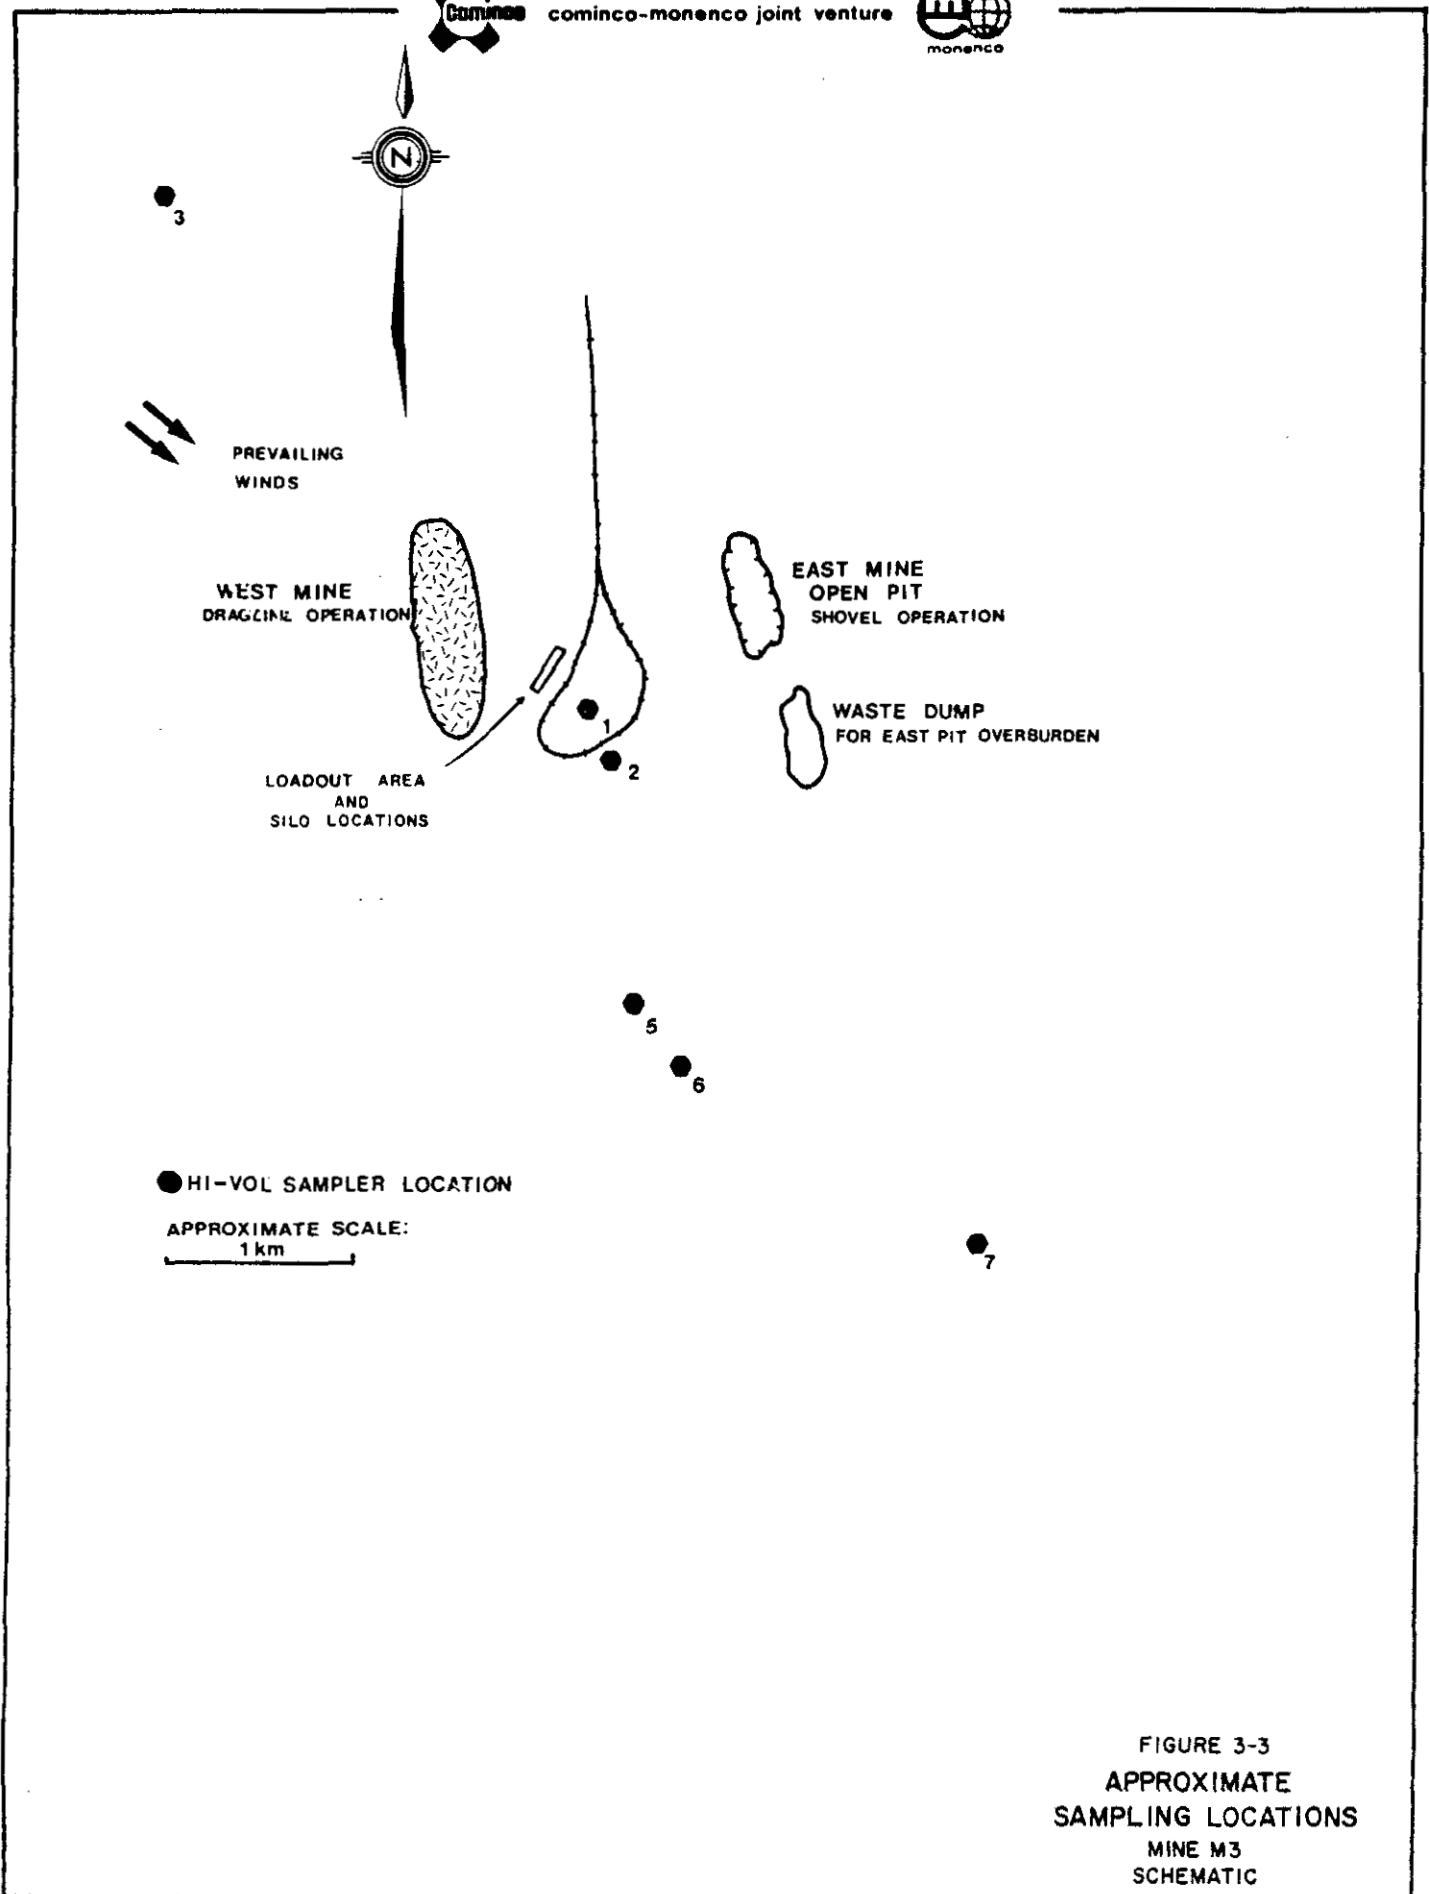 Cominco cominco-monenco joint venture
monenco
N
3
PREVAILING
WINDS
WEST MINE
DRAGLINE OPERATION
EAST MINE
OPEN PIT
SHOVEL OPERATION
1
WASTE DUMP
FOR EAST PIT OVERBURDEN
2
LOADOUT AREA
AND
SILO LOCATIONS
5
6
HI-VOL SAMPLER LOCATION
APPROXIMATE SCALE:
1 km
7
FIGURE 3-3
APPROXIMATE
SAMPLING LOCATIONS
MINE M3
SCHEMATIC